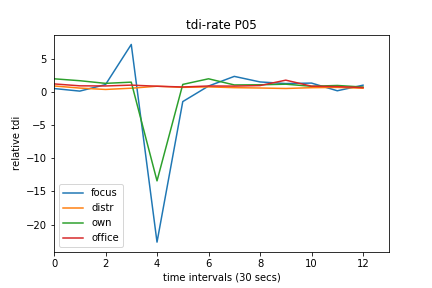 tdi-rate P05
relative tdi
5
0
−5
−10
−15
−20
focus
distr
own
office
0 2 4 6 8 10 12
time intervals (30 secs)